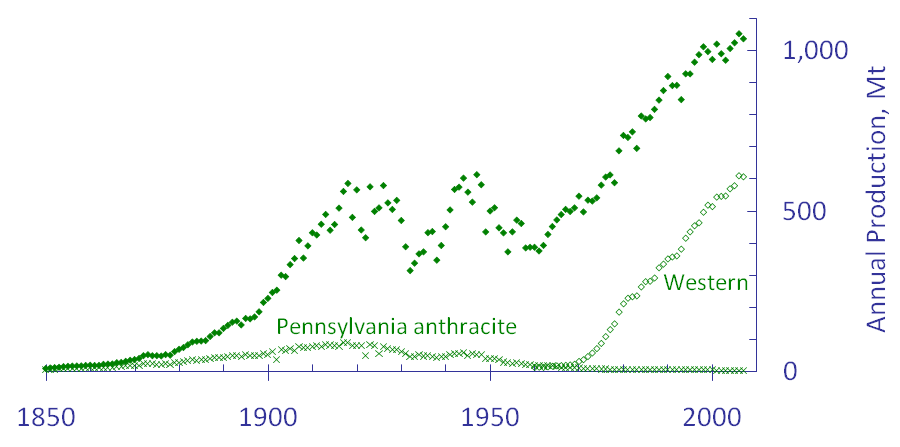 1,000
Annual Production, Mt
500
Western
Pennsylvania anthracite
0
1850
1900
1950
2000